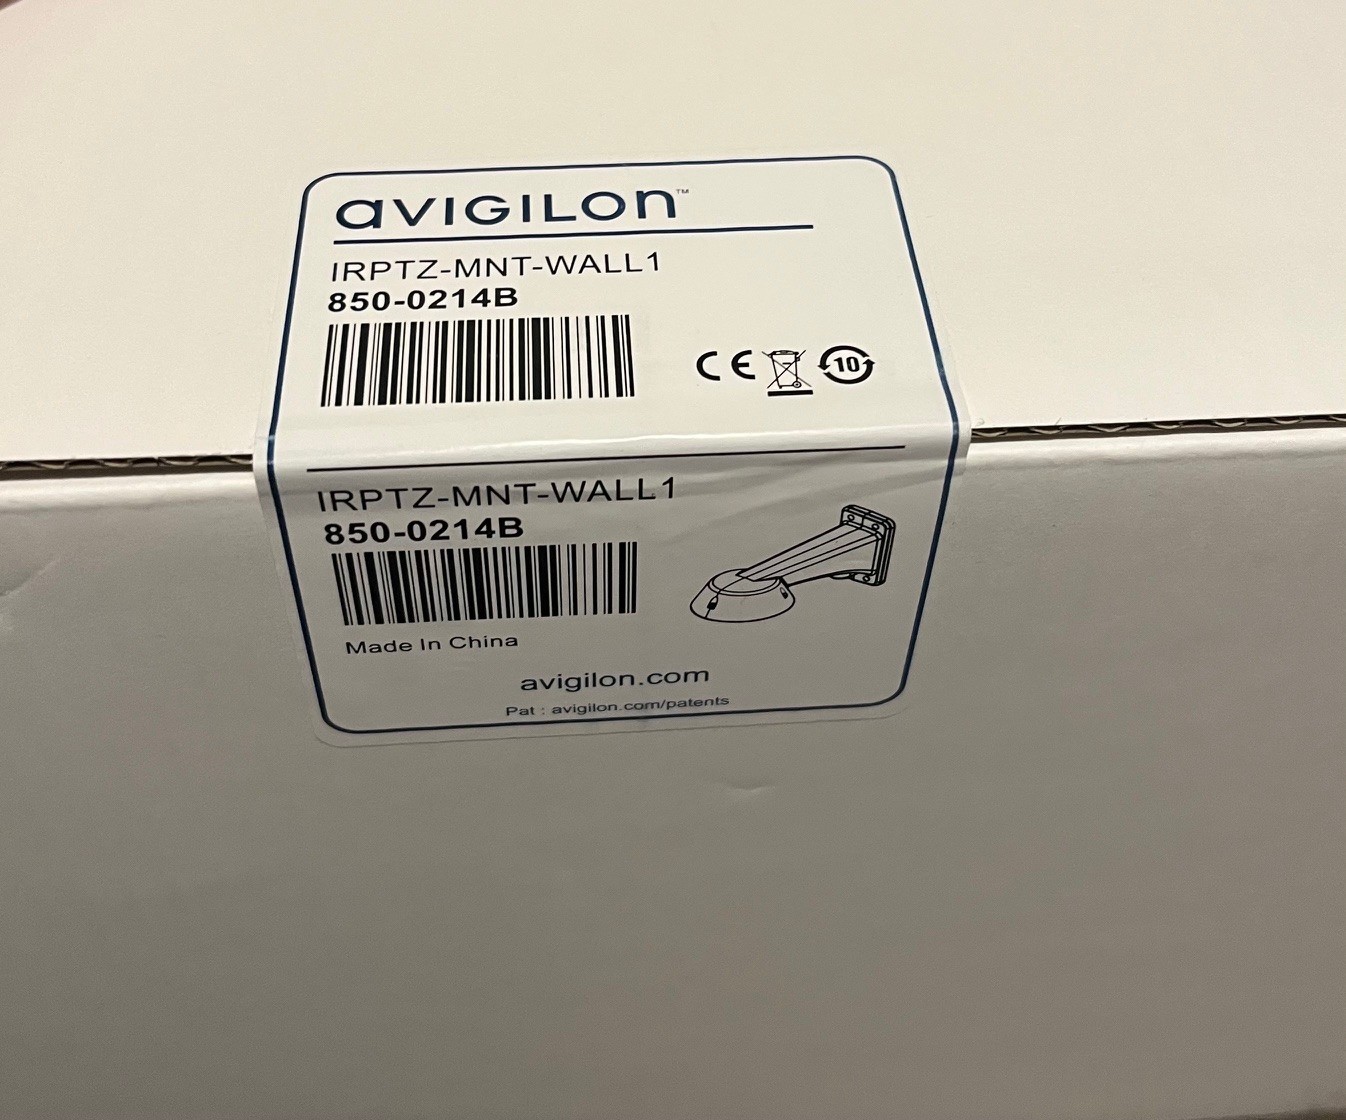 aVIGILOn™
IRPTZ-MNT-WALL1
850-0214B
CE
10
IRPTZ-MNT-WALL1
850-0214B
Made In China
avigilon.com
Pat : avigilon.com/patents